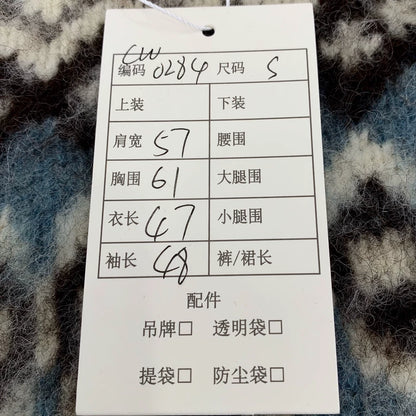 CW
编码 0284 尺码 S
上装 下装
肩宽 57 腰围
胸围 61 大腿围
衣长 47 小腿围
袖长 48 裤/裙长
配件
吊牌□ 透明袋□
提袋□ 防尘袋□